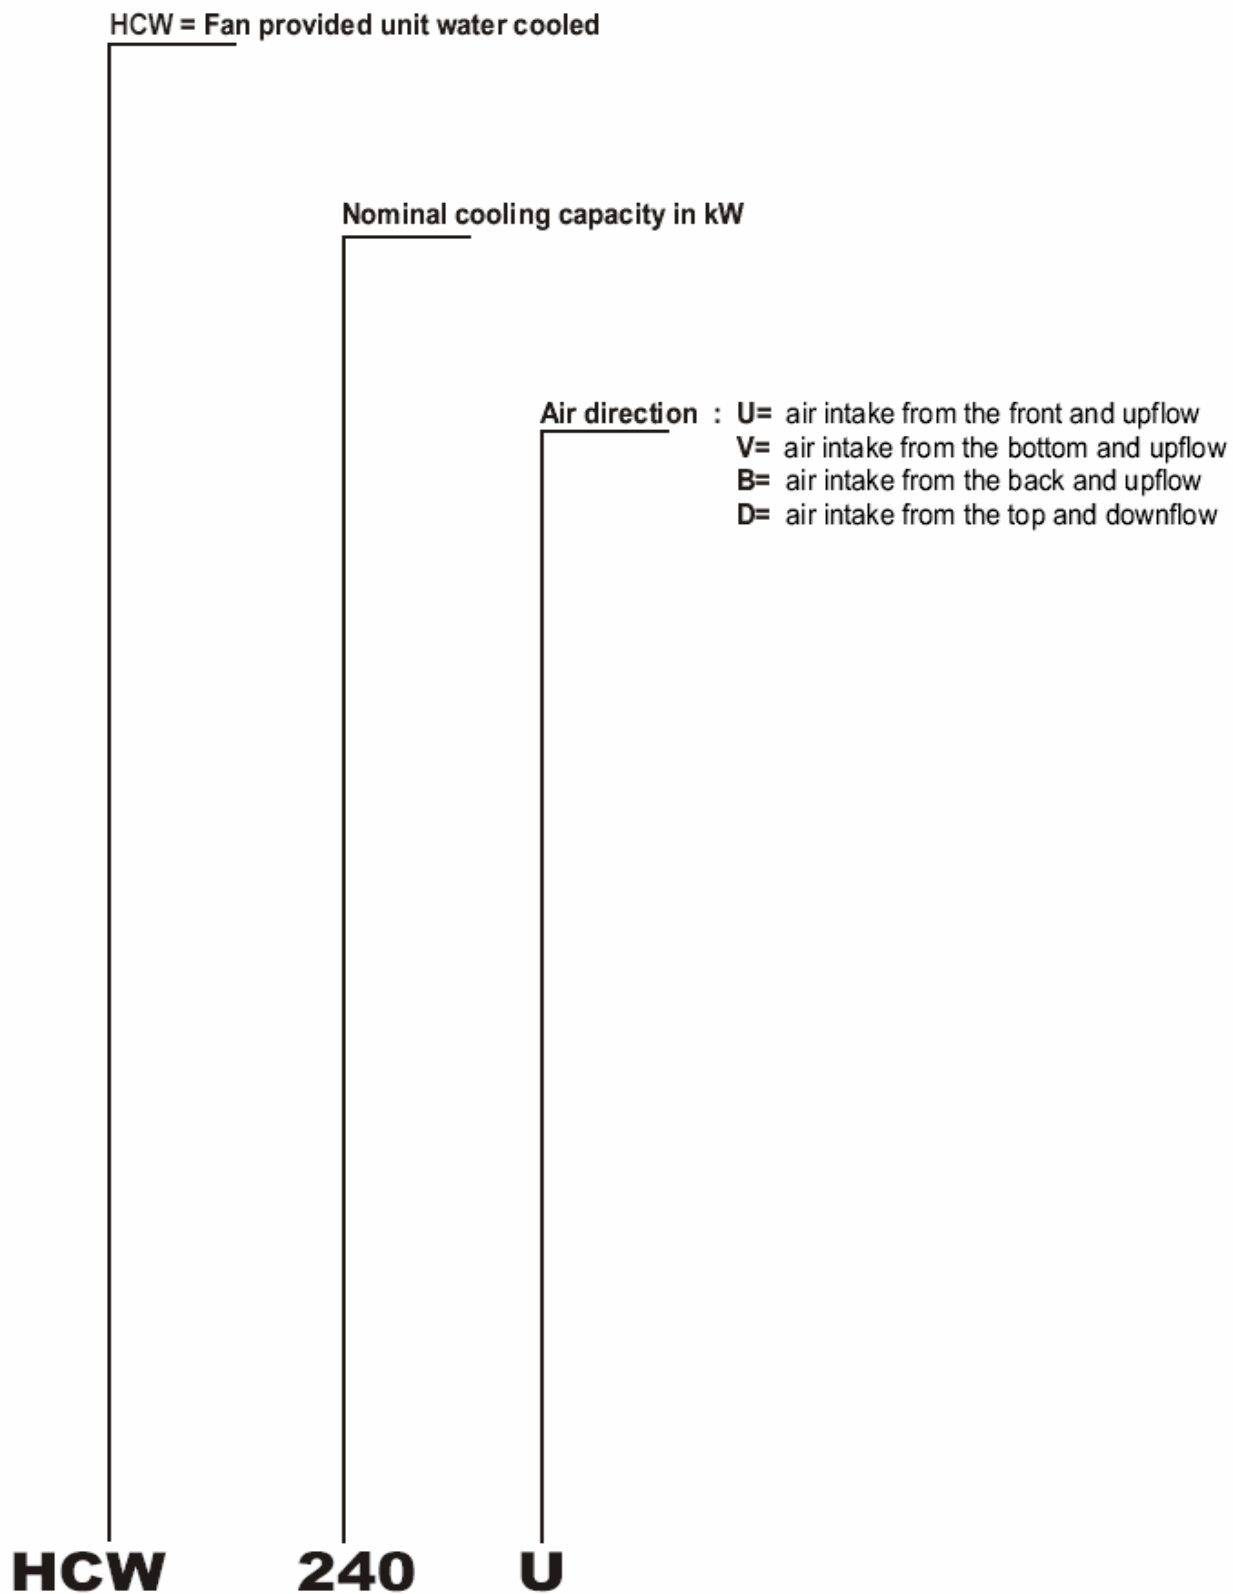 HCW = Fan provided unit water cooled
Nominal cooling capacity in kW
Air direction : U= air intake from the front and upflow
V= air intake from the bottom and upflow
B= air intake from the back and upflow
D= air intake from the top and downflow
HCW 240 U